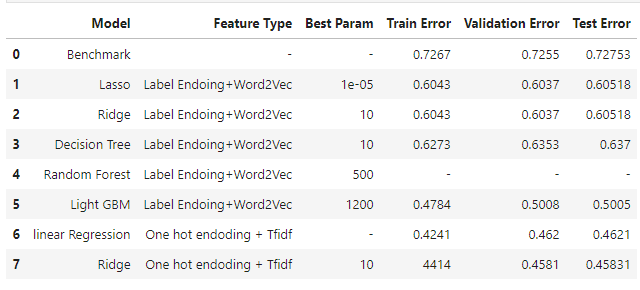 Model Feature Type Best Param Train Error Validation Error Test Error
0 Benchmark - - 0.7267 0.7255 0.72753
1 Lasso Label Endoing+Word2Vec 1e-05 0.6043 0.6037 0.60518
2 Ridge Label Endoing+Word2Vec 10 0.6043 0.6037 0.60518
3 Decision Tree Label Endoing+Word2Vec 10 0.6273 0.6353 0.637
4 Random Forest Label Endoing+Word2Vec 500 - - -
5 Light GBM Label Endoing+Word2Vec 1200 0.4784 0.5008 0.5005
6 linear Regression One hot endoding + Tfidf - 0.4241 0.462 0.4621
7 Ridge One hot endoding + Tfidf 10 4414 0.4581 0.45831